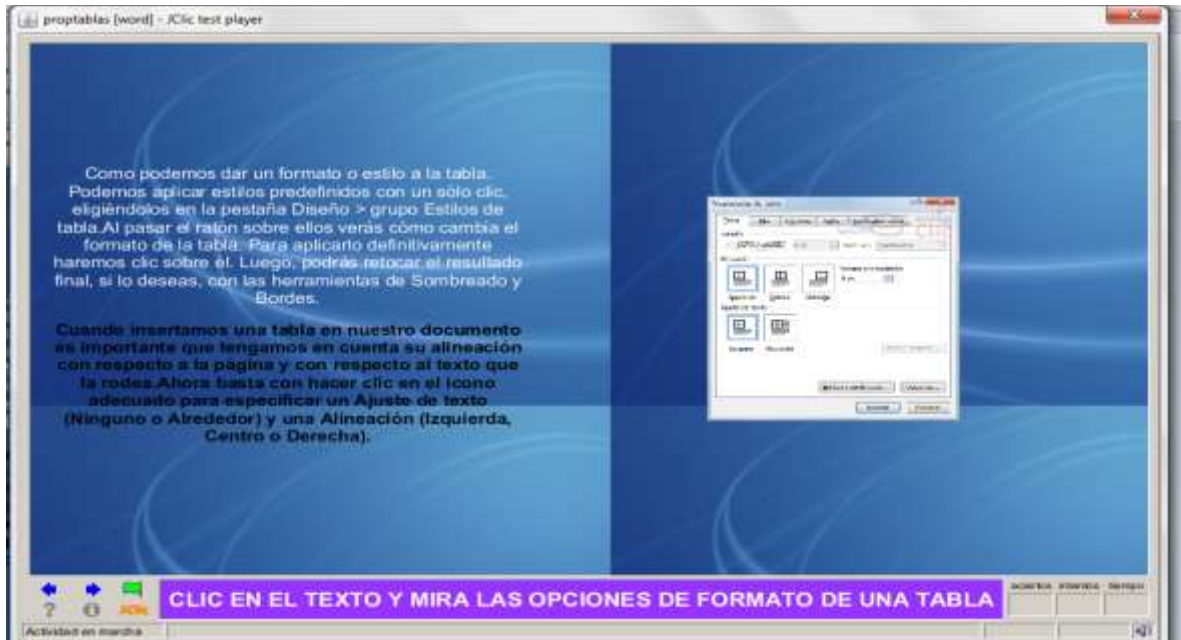 proptablas [word] - JClic test player
Como podemos dar un formato o estilo a la tabla.
Podemos aplicar estilos predefinidos con un sólo clic,
eligiéndolos en la pestaña Diseño > grupo Estilos de
tabla.Al pasar el ratón sobre ellos verás cómo cambia el
formato de la tabla. Para aplicarlo definitivamente
haremos clic sobre él. Luego, podrás retocar el resultado
final, si lo deseas, con las herramientas de Sombreado y
Bordes.
Cuando insertamos una tabla en nuestro documento
es importante que tengamos en cuenta su alineación
con respecto a la página y con respecto al texto que
la rodea.Ahora basta con hacer clic en el icono
adecuado para especificar un Ajuste de texto
(Ninguno o Alrededor) y una Alineación (Izquierda,
Centro o Derecha).
CLIC EN EL TEXTO Y MIRA LAS OPCIONES DE FORMATO DE UNA TABLA
aciertos intentos tiempo
Actividad en marcha